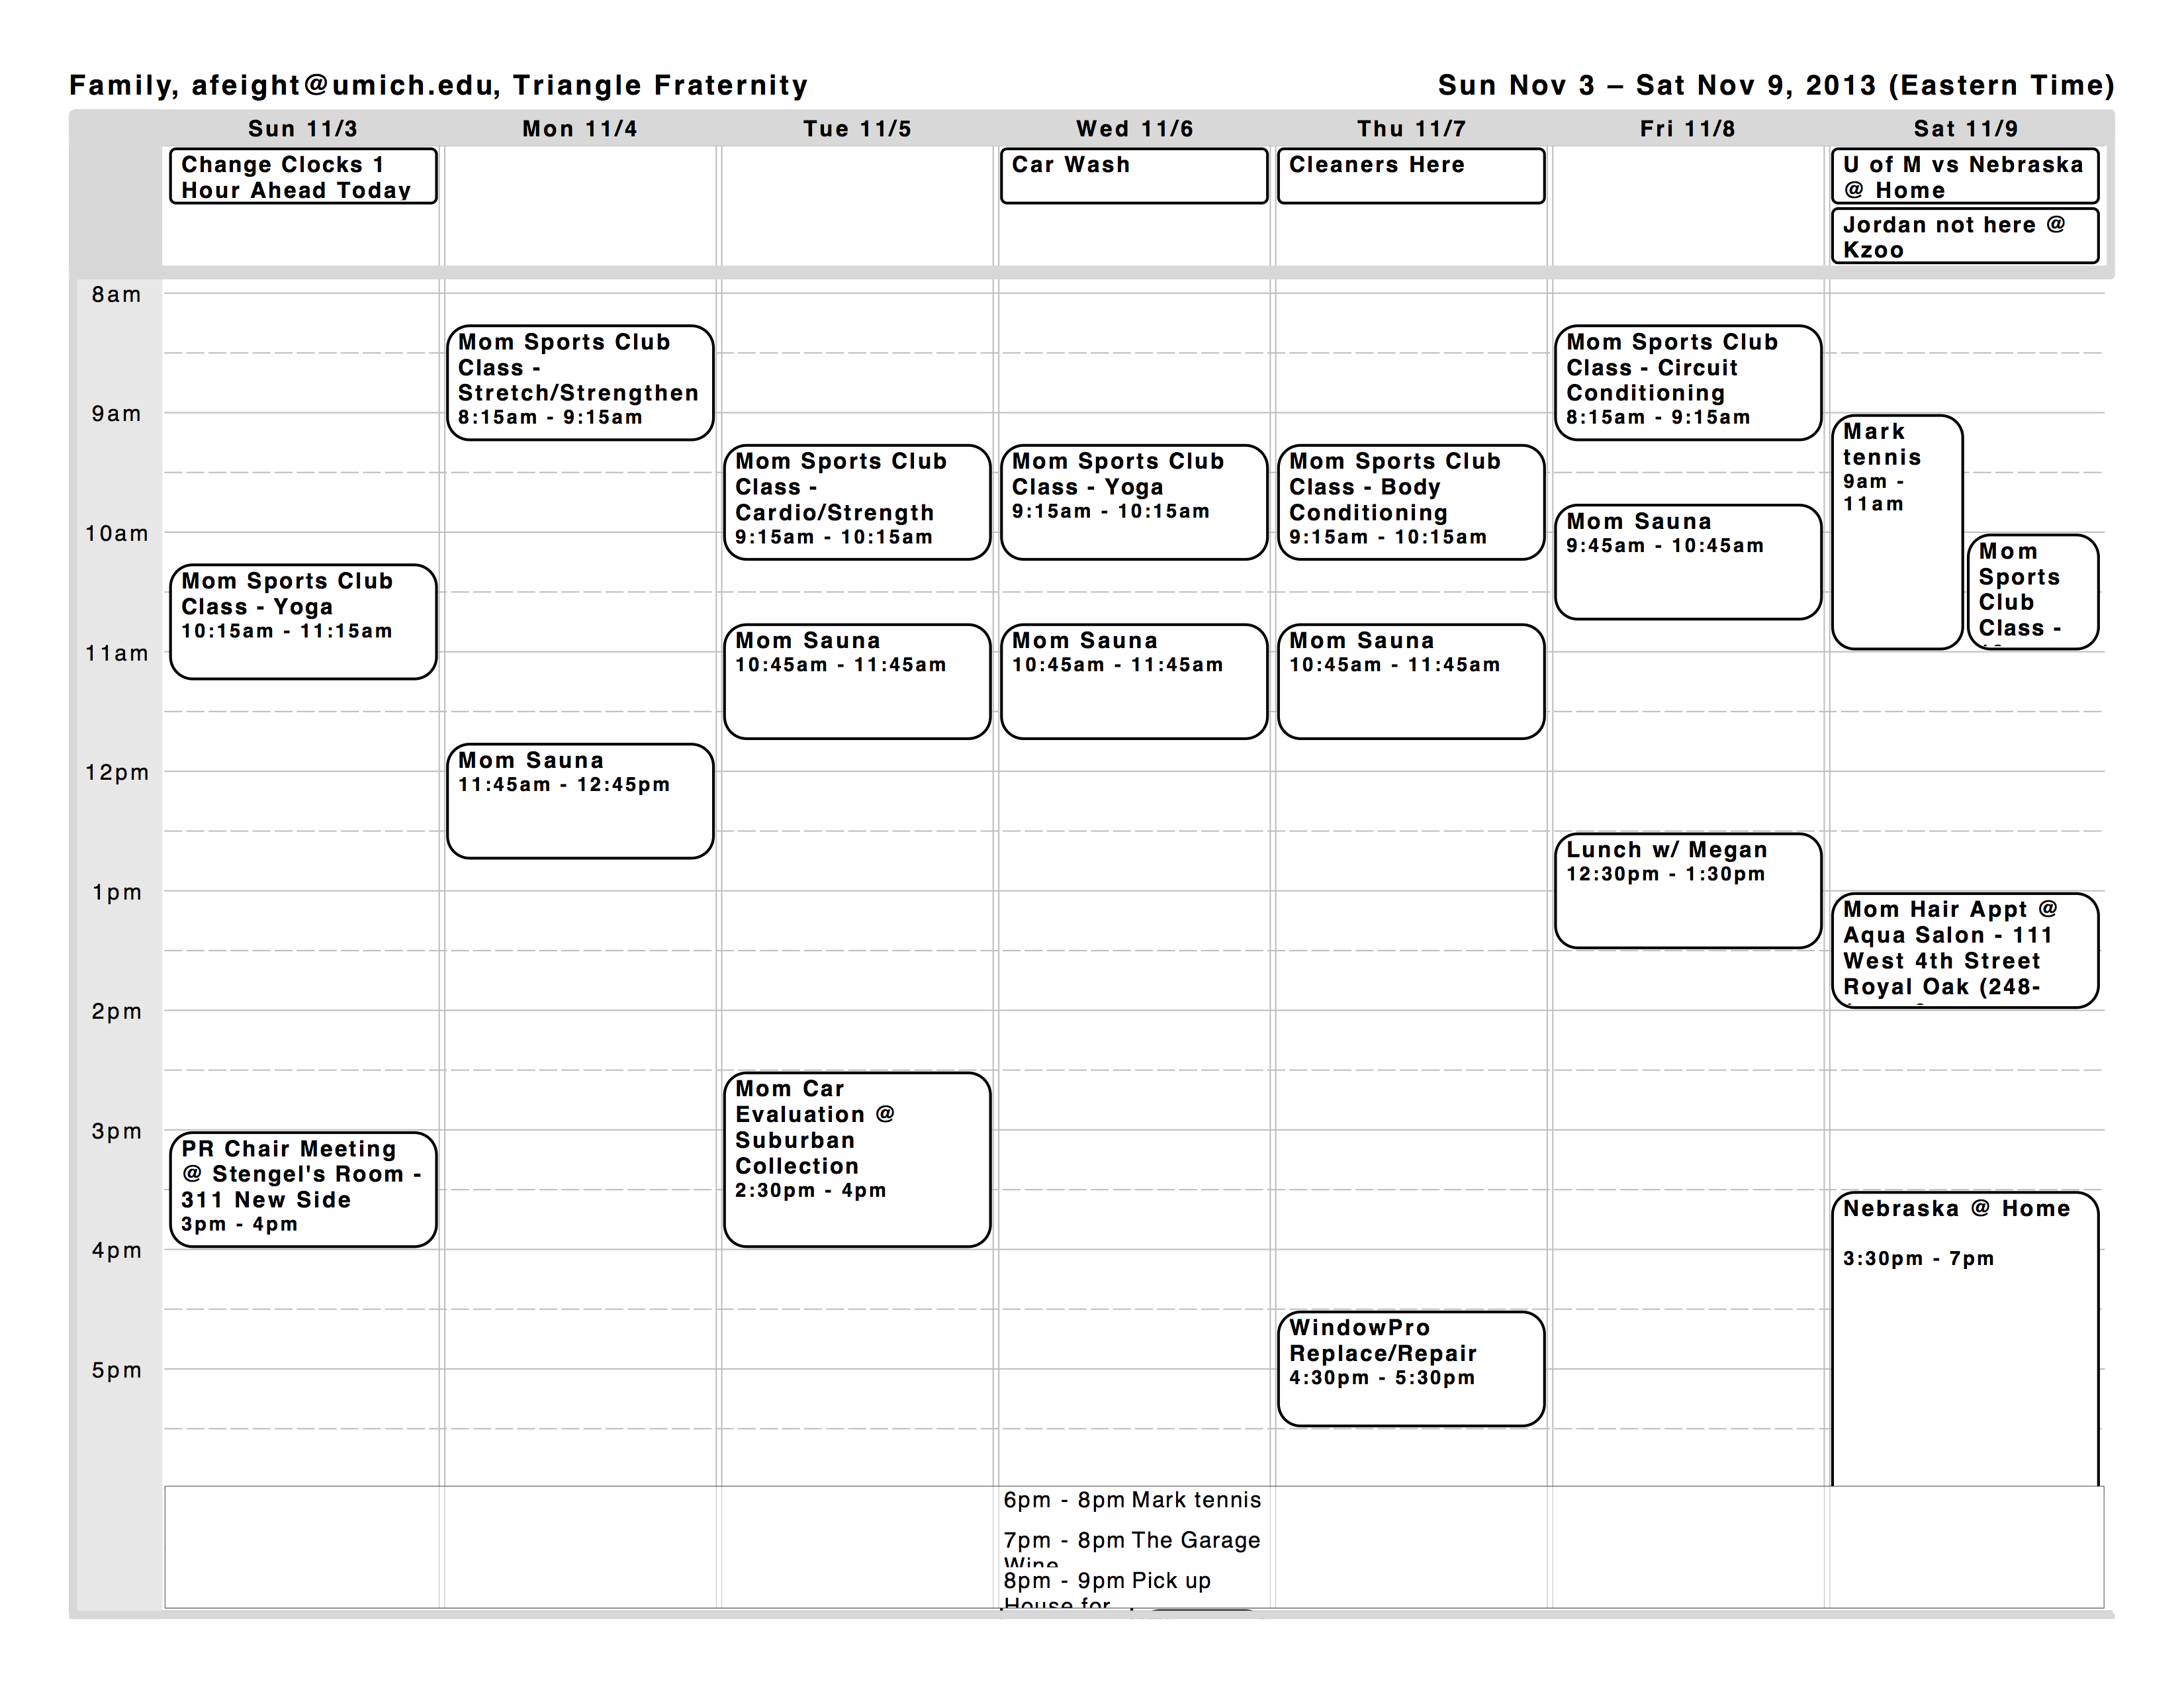 Family, afeight@umich.edu, Triangle Fraternity
Sun Nov 3 – Sat Nov 9, 2013 (Eastern Time)
Sun 11/3
Mon 11/4
Tue 11/5
Wed 11/6
Thu 11/7
Fri 11/8
Sat 11/9
Change Clocks 1
Hour Ahead Today
Car Wash
Cleaners Here
U of M vs Nebraska
@ Home
Jordan not here @
Kzoo
8am
9am
10am
11am
12pm
1pm
2pm
3pm
4pm
5pm
Mom Sports Club
Class - Yoga
10:15am - 11:15am
PR Chair Meeting
@ Stengel's Room -
311 New Side
3pm - 4pm
Mom Sports Club
Class -
Stretch/Strengthen
8:15am - 9:15am
Mom Sauna
11:45am - 12:45pm
Mom Sports Club
Class -
Cardio/Strength
9:15am - 10:15am
Mom Sauna
10:45am - 11:45am
Mom Car
Evaluation @
Suburban
Collection
2:30pm - 4pm
Mom Sports Club
Class - Yoga
9:15am - 10:15am
Mom Sauna
10:45am - 11:45am
6pm - 8pm Mark tennis
7pm - 8pm The Garage
Wine
8pm - 9pm Pick up
House for
Mom Sports Club
Class - Body
Conditioning
9:15am - 10:15am
Mom Sauna
10:45am - 11:45am
WindowPro
Replace/Repair
4:30pm - 5:30pm
Mom Sports Club
Class - Circuit
Conditioning
8:15am - 9:15am
Mom Sauna
9:45am - 10:45am
Lunch w/ Megan
12:30pm - 1:30pm
Mark
tennis
9am -
11am
Mom
Sports
Club
Class -
Mom Hair Appt @
Aqua Salon - 111
West 4th Street
Royal Oak (248-
Nebraska @ Home
3:30pm - 7pm